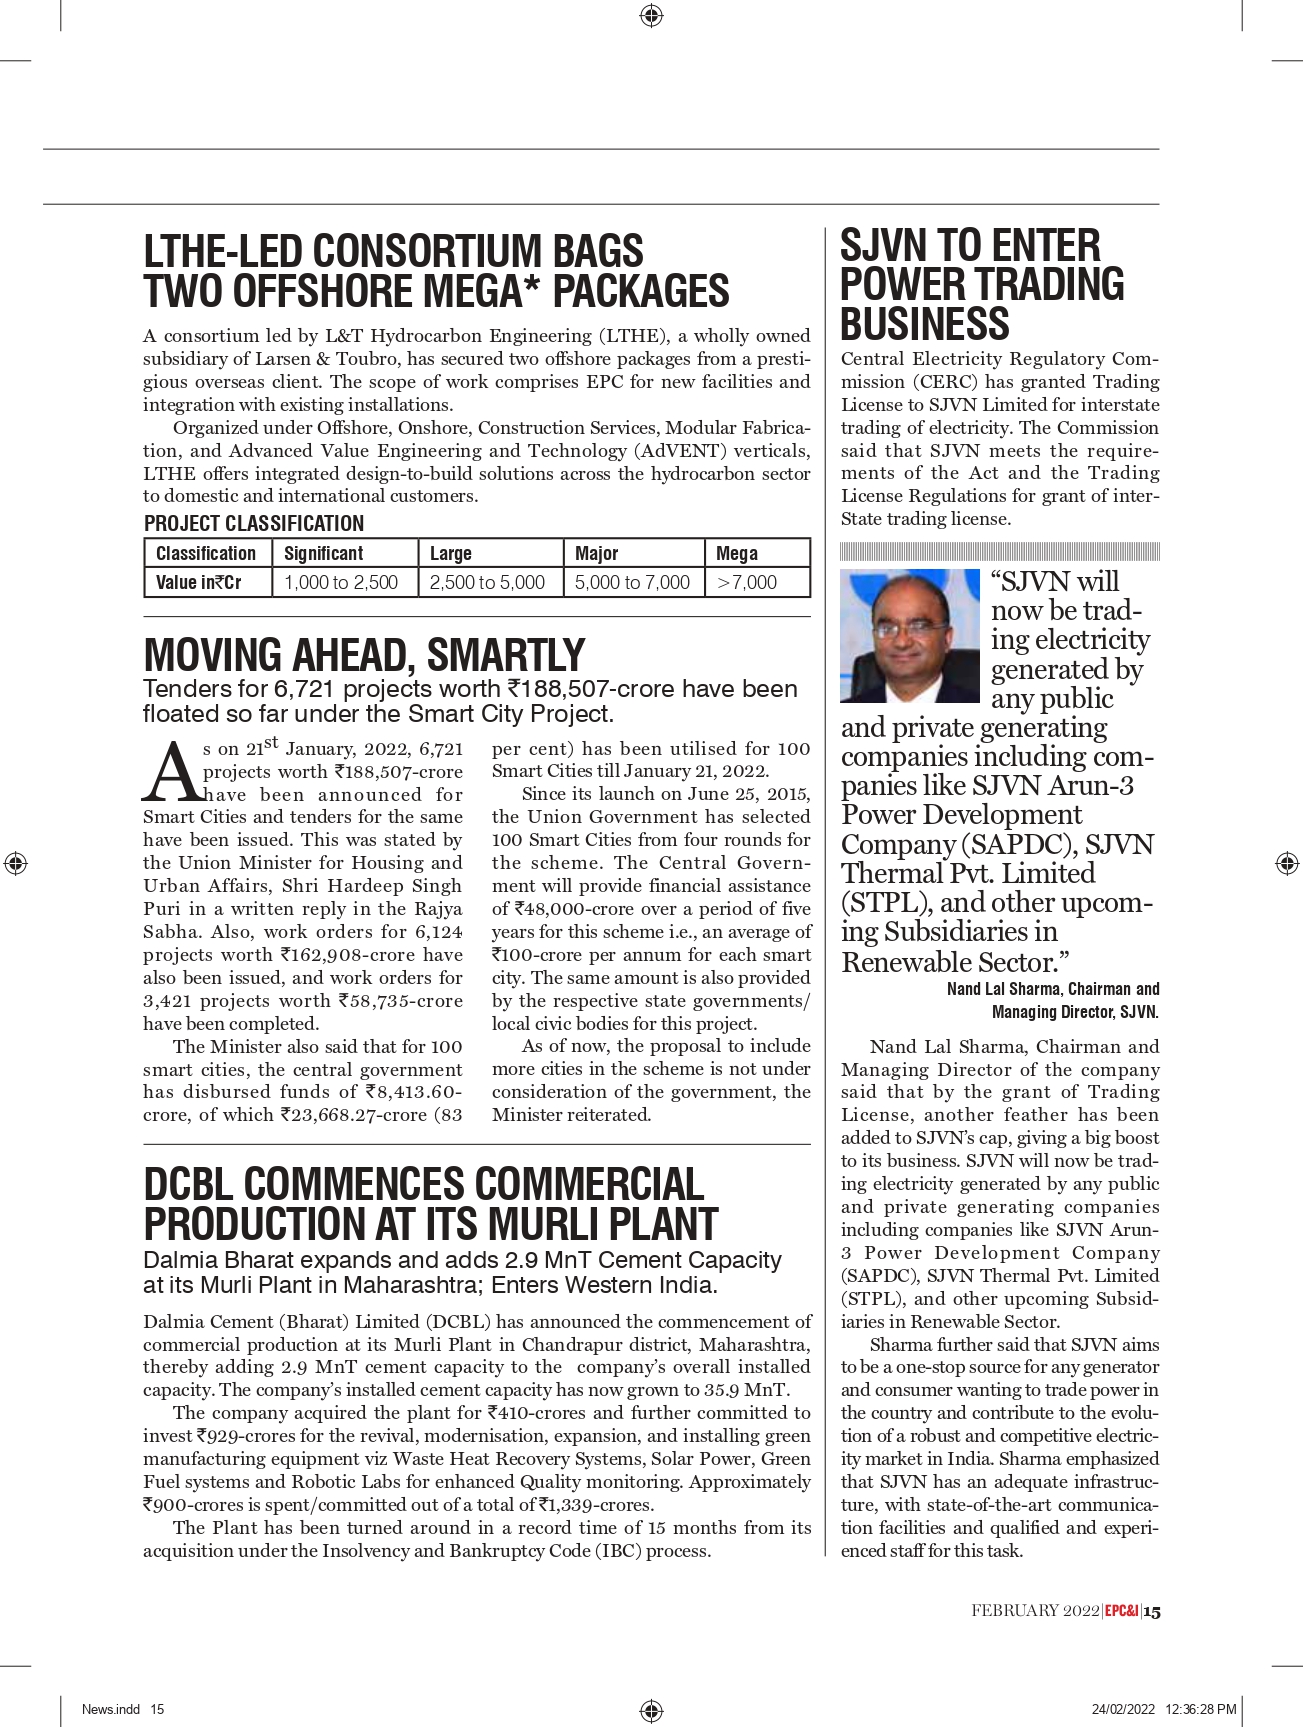 LTHE-LED CONSORTIUM BAGS
TWO OFFSHORE MEGA* PACKAGES
A consortium led by L&T Hydrocarbon Engineering (LTHE), a wholly owned
subsidiary of Larsen & Toubro, has secured two offshore packages from a presti-
gious overseas client. The scope of work comprises EPC for new facilities and
integration with existing installations.
Organized under Offshore, Onshore, Construction Services, Modular Fabrica-
tion, and Advanced Value Engineering and Technology (AdVENT) verticals,
LTHE offers integrated design-to-build solutions across the hydrocarbon sector
to domestic and international customers.
PROJECT CLASSIFICATION
Classification Significant Large Major Mega
Value in₹Cr 1,000 to 2,500 2,500 to 5,000 5,000 to 7,000 >7,000
MOVING AHEAD, SMARTLY
Tenders for 6,721 projects worth ₹188,507-crore have been
floated so far under the Smart City Project.
As on 21st January, 2022, 6,721
projects worth ₹188,507-crore
have been announced for
Smart Cities and tenders for the same
have been issued. This was stated by
the Union Minister for Housing and
Urban Affairs, Shri Hardeep Singh
Puri in a written reply in the Rajya
Sabha. Also, work orders for 6,124
projects worth ₹162,908-crore have
also been issued, and work orders for
3,421 projects worth ₹58,735-crore
have been completed.
The Minister also said that for 100
smart cities, the central government
has disbursed funds of ₹8,413.60-
crore, of which ₹23,668.27-crore (83
per cent) has been utilised for 100
Smart Cities till January 21, 2022.
Since its launch on June 25, 2015,
the Union Government has selected
100 Smart Cities from four rounds for
the scheme. The Central Govern-
ment will provide financial assistance
of ₹48,000-crore over a period of five
years for this scheme i.e., an average of
₹100-crore per annum for each smart
city. The same amount is also provided
by the respective state governments/
local civic bodies for this project.
As of now, the proposal to include
more cities in the scheme is not under
consideration of the government, the
Minister reiterated.
DCBL COMMENCES COMMERCIAL
PRODUCTION AT ITS MURLI PLANT
Dalmia Bharat expands and adds 2.9 MnT Cement Capacity
at its Murli Plant in Maharashtra; Enters Western India.
Dalmia Cement (Bharat) Limited (DCBL) has announced the commencement of
commercial production at its Murli Plant in Chandrapur district, Maharashtra,
thereby adding 2.9 MnT cement capacity to the company's overall installed
capacity. The company's installed cement capacity has now grown to 35.9 MnT.
The company acquired the plant for ₹410-crores and further committed to
invest ₹929-crores for the revival, modernisation, expansion, and installing green
manufacturing equipment viz Waste Heat Recovery Systems, Solar Power, Green
Fuel systems and Robotic Labs for enhanced Quality monitoring. Approximately
₹900-crores is spent/committed out of a total of ₹1,339-crores.
The Plant has been turned around in a record time of 15 months from its
acquisition under the Insolvency and Bankruptcy Code (IBC) process.
SJVN TO ENTER
POWER TRADING
BUSINESS
Central Electricity Regulatory Com-
mission (CERC) has granted Trading
License to SJVN Limited for interstate
trading of electricity. The Commission
said that SJVN meets the require-
ments of the Act and the Trading
License Regulations for grant of inter-
State trading license.
“SJVN will
now be trad-
ing electricity
generated by
any public
and private generating
companies including com-
panies like SJVN Arun-3
Power Development
Company (SAPDC), SJVN
Thermal Pvt. Limited
(STPL), and other upcom-
ing Subsidiaries in
Renewable Sector.”
Nand Lal Sharma, Chairman and
Managing Director, SJVN.
Nand Lal Sharma, Chairman and
Managing Director of the company
said that by the grant of Trading
License, another feather has been
added to SJVN's cap, giving a big boost
to its business. SJVN will now be trad-
ing electricity generated by any public
and private generating companies
including companies like SJVN Arun-
3 Power Development Company
(SAPDC), SJVN Thermal Pvt. Limited
(STPL), and other upcoming Subsid-
iaries in Renewable Sector.
Sharma further said that SJVN aims
to be a one-stop source for any generator
and consumer wanting to trade power in
the country and contribute to the evolu-
tion of a robust and competitive electric-
ity market in India. Sharma emphasized
that SJVN has an adequate infrastruc-
ture, with state-of-the-art communica-
tion facilities and qualified and experi-
enced staff for this task.
FEBRUARY 2022|EPC&I|15
News.indd 15
24/02/2022 12:36:28 PM